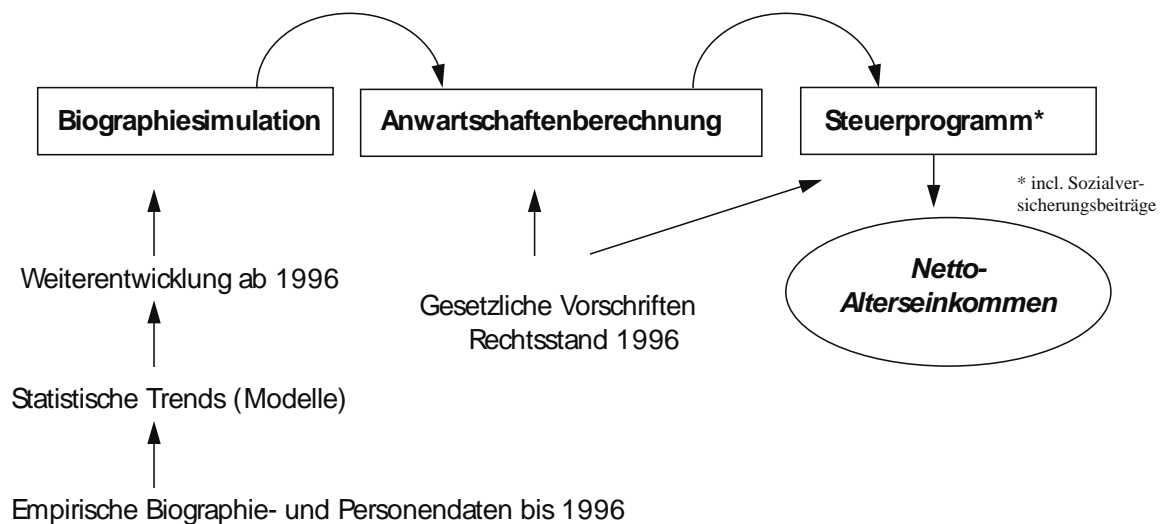 Biographiesimulation
Anwartschaftenberechnung
Steuerprogramm*
* incl. Sozialver-
sicherungsbeiträge
Weiterentwicklung ab 1996
Gesetzliche Vorschriften
Rechtsstand 1996
Netto-
Alterseinkommen
Statistische Trends (Modelle)
Empirische Biographie- und Personendaten bis 1996